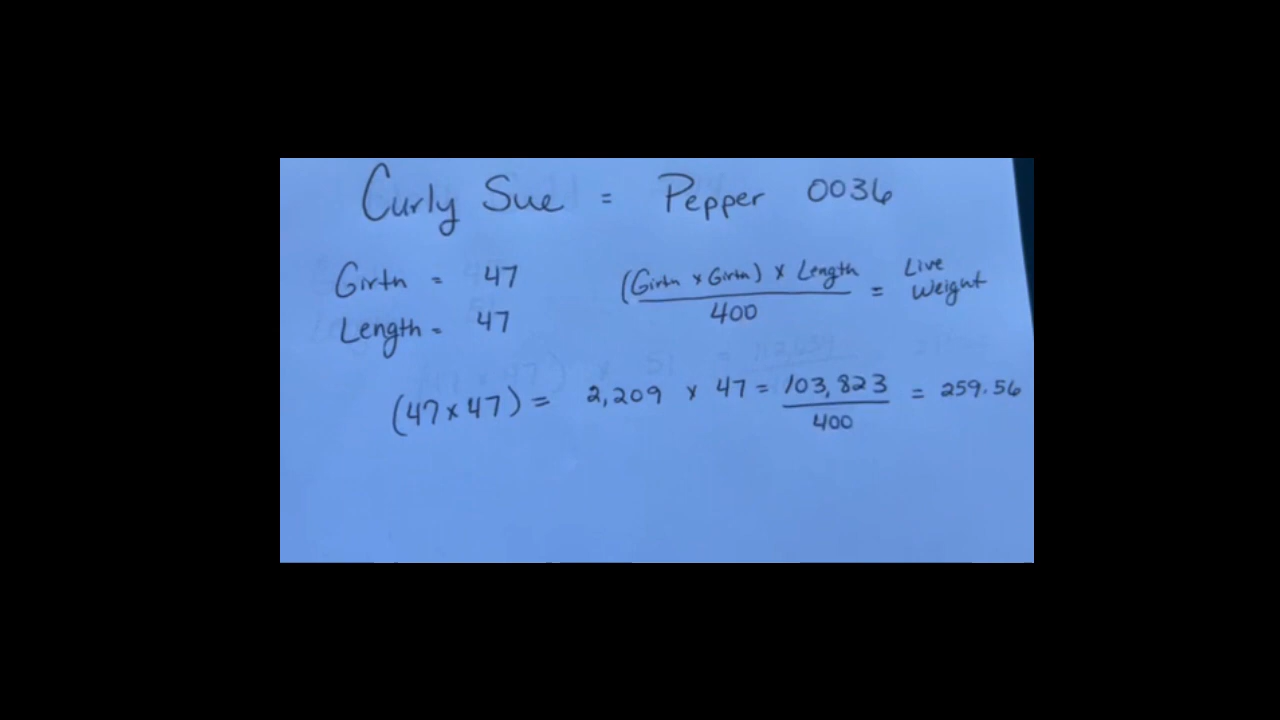 Curly Sue = Pepper 0036
Girth = 47
Length = 47
(Girth x Girth) x Length / 400 = Live Weight
(47 x 47) = 2,209 x 47 = 103,823 / 400 = 259.56